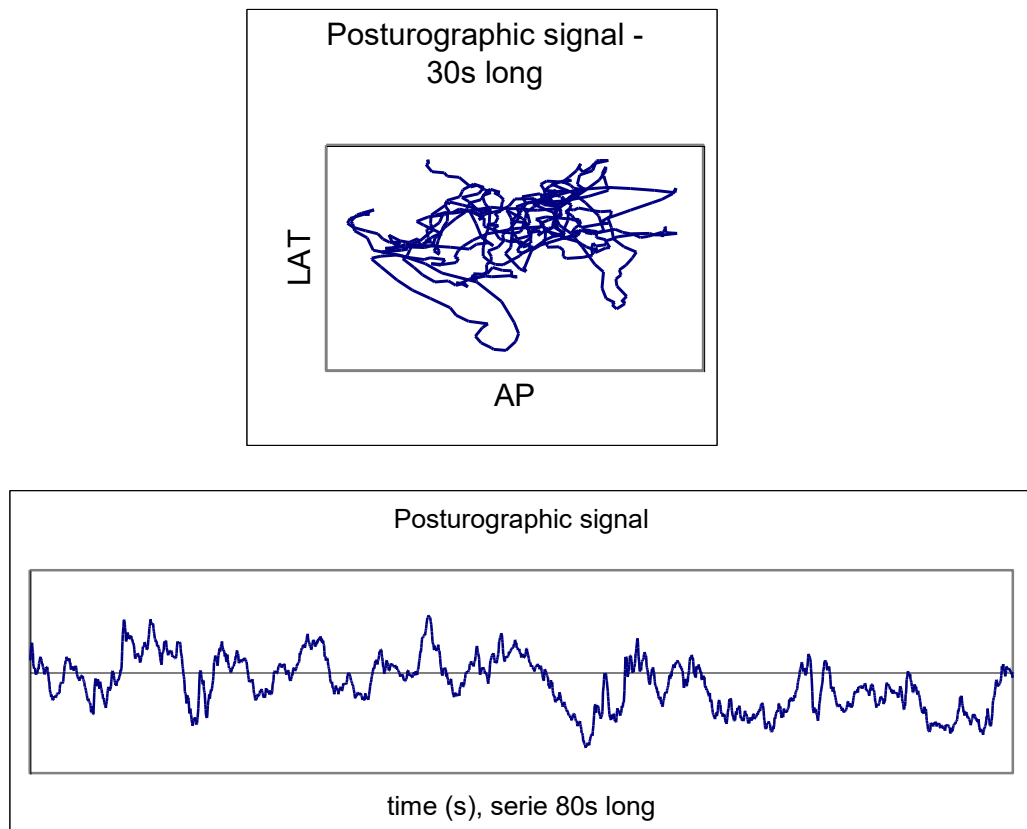 Posturographic signal -
30s long
LAT
AP
Posturographic signal
time (s), serie 80s long